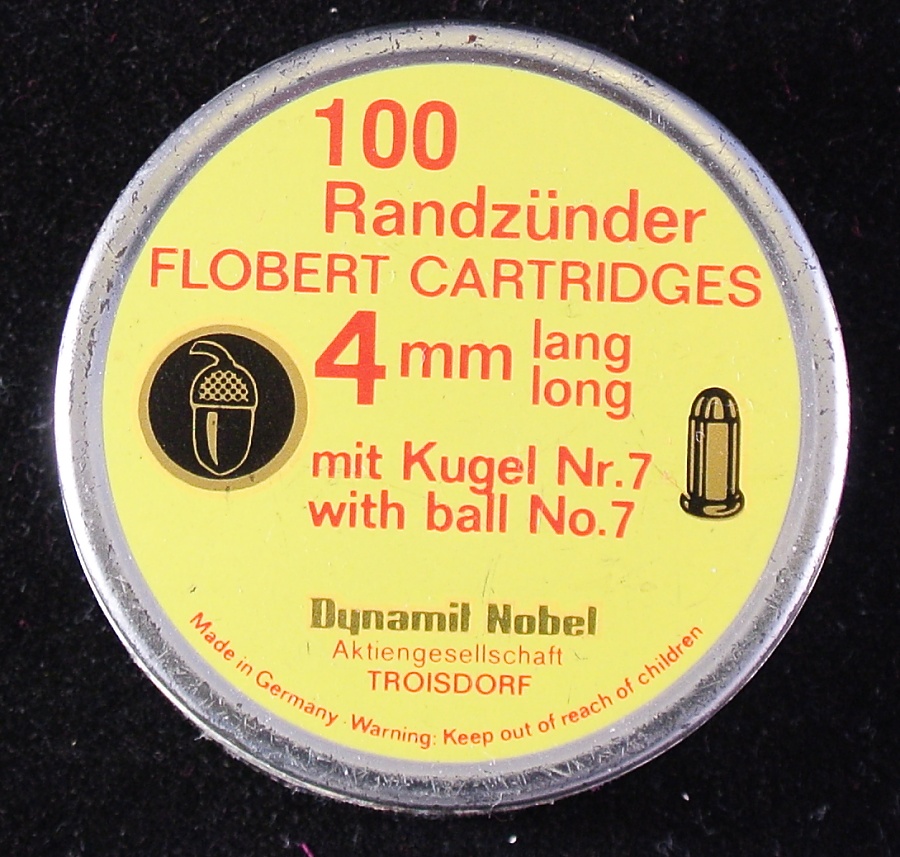 100
Randzünder
FLOBERT CARTRIDGES
4 mm lang
long
mit Kugel Nr.7
with ball No.7
Dynamit Nobel
Aktiengesellschaft
TROISDORF
Made in Germany · Warning: Keep out of reach of children